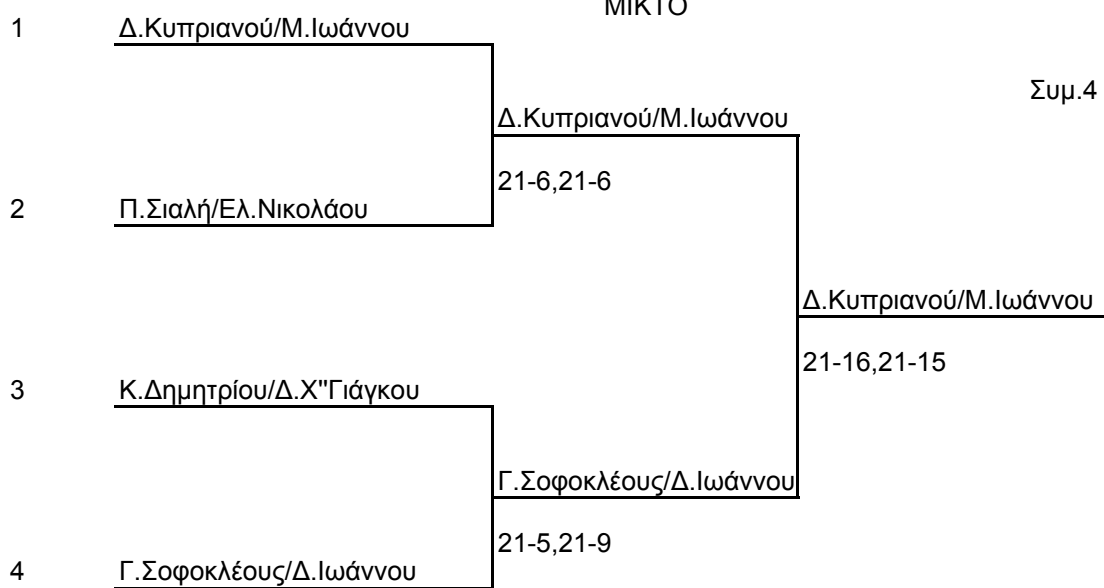 ΜΙΚΤΟ
1 Δ.Κυπριανού/Μ.Ιωάννου
Συμ.4
Δ.Κυπριανού/Μ.Ιωάννου
21-6,21-6
2 Π.Σιαλή/Ελ.Νικολάου
Δ.Κυπριανού/Μ.Ιωάννου
21-16,21-15
3 Κ.Δημητρίου/Δ.Χ"Γιάγκου
Γ.Σοφοκλέους/Δ.Ιωάννου
21-5,21-9
4 Γ.Σοφοκλέους/Δ.Ιωάννου